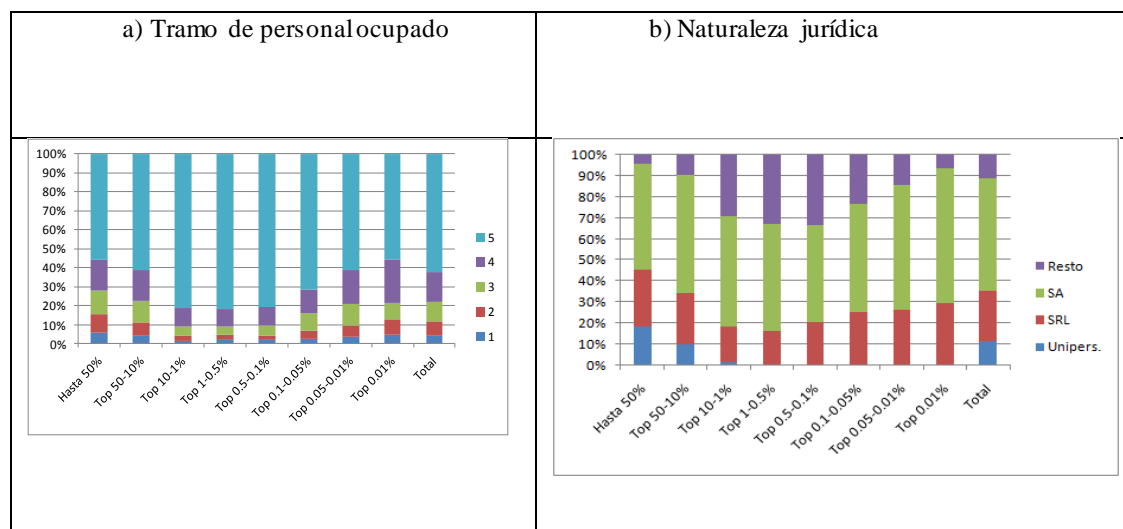 a) Tramo de personal ocupado
b) Naturaleza jurídica
100%
90%
80%
70%
60%
50%
40%
30%
20%
10%
0%
5
4
3
2
1
Hasta 50%
Top 50-10%
Top 10-1%
Top 1-0.5%
Top 0.5-0.1%
Top 0.1-0.05%
Top 0.05-0.01%
Top 0.01%
Total
100%
90%
80%
70%
60%
50%
40%
30%
20%
10%
0%
Resto
SA
SRL
Unipers.
Hasta 50%
Top 50-10%
Top 10-1%
Top 1-0.5%
Top 0.5-0.1%
Top 0.1-0.05%
Top 0.05-0.01%
Top 0.01%
Total